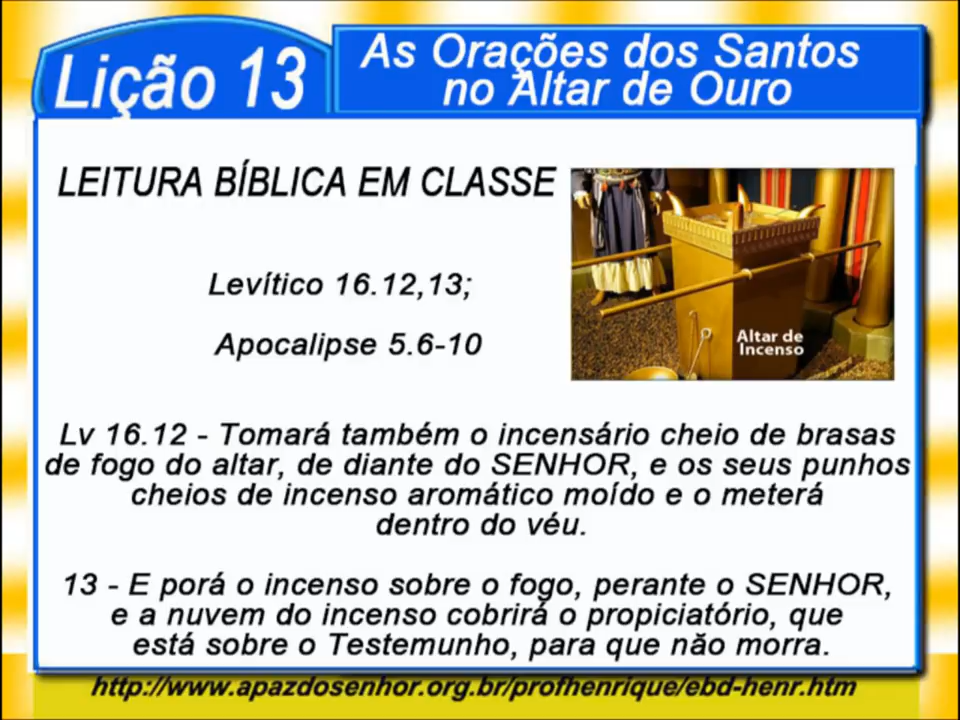 Lição 13
As Orações dos Santos
no Altar de Ouro
LEITURA BÍBLICA EM CLASSE
Levítico 16.12,13;
Apocalipse 5.6-10
Altar de
Incenso
Lv 16.12 - Tomará também o incensário cheio de brasas
de fogo do altar, de diante do SENHOR, e os seus punhos
cheios de incenso aromático moído e o meterá
dentro do véu.
13 - E porá o incenso sobre o fogo, perante o SENHOR,
e a nuvem do incenso cobrirá o propiciatório, que
está sobre o Testemunho, para que não morra.
http://www.apazdosenhor.org.br/profhenrique/ebd-henr.htm